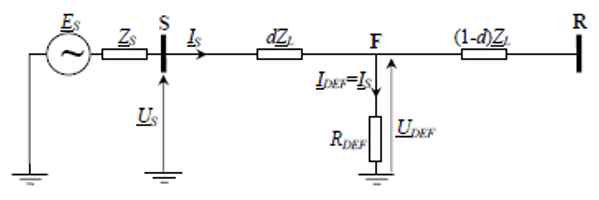 E_S Z_S S I_S dZ_L F (1-d)Z_L R
I_DEF=I_S
U_S R_DEF U_DEF